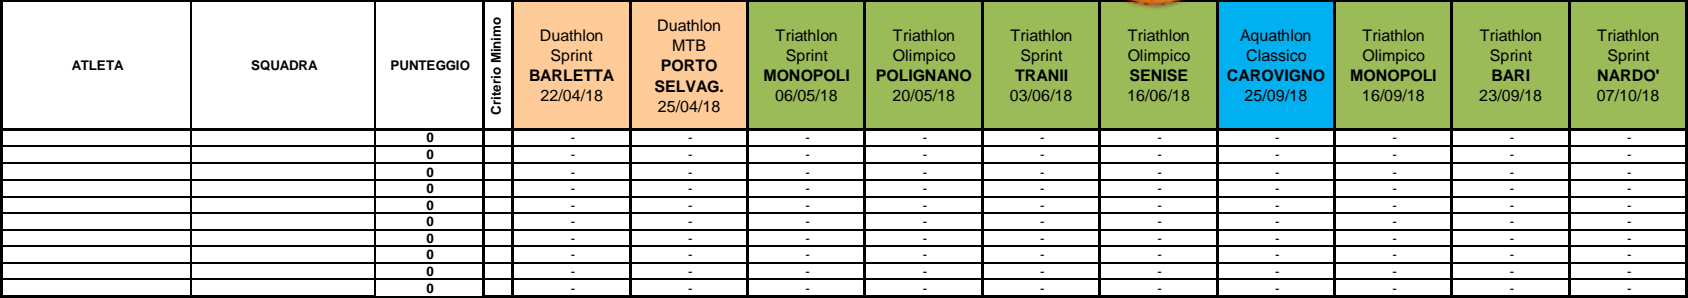 ATLETA
SQUADRA
PUNTEGGIO
Criterio Minimo
Duathlon
Sprint
BARLETTA
22/04/18
Duathlon
MTB
PORTO
SELVAG.
25/04/18
Triathlon
Sprint
MONOPOLI
06/05/18
Triathlon
Olimpico
POLIGNANO
20/05/18
Triathlon
Sprint
TRANII
03/06/18
Triathlon
Olimpico
SENISE
16/06/18
Aquathlon
Classico
CAROVIGNO
25/09/18
Triathlon
Olimpico
MONOPOLI
16/09/18
Triathlon
Sprint
BARI
23/09/18
Triathlon
Sprint
NARDO'
07/10/18
0 - - - - - - - - - -
0 - - - - - - - - - -
0 - - - - - - - - - -
0 - - - - - - - - - -
0 - - - - - - - - - -
0 - - - - - - - - - -
0 - - - - - - - - - -
0 - - - - - - - - - -
0 - - - - - - - - - -
0 - - - - - - - - - -